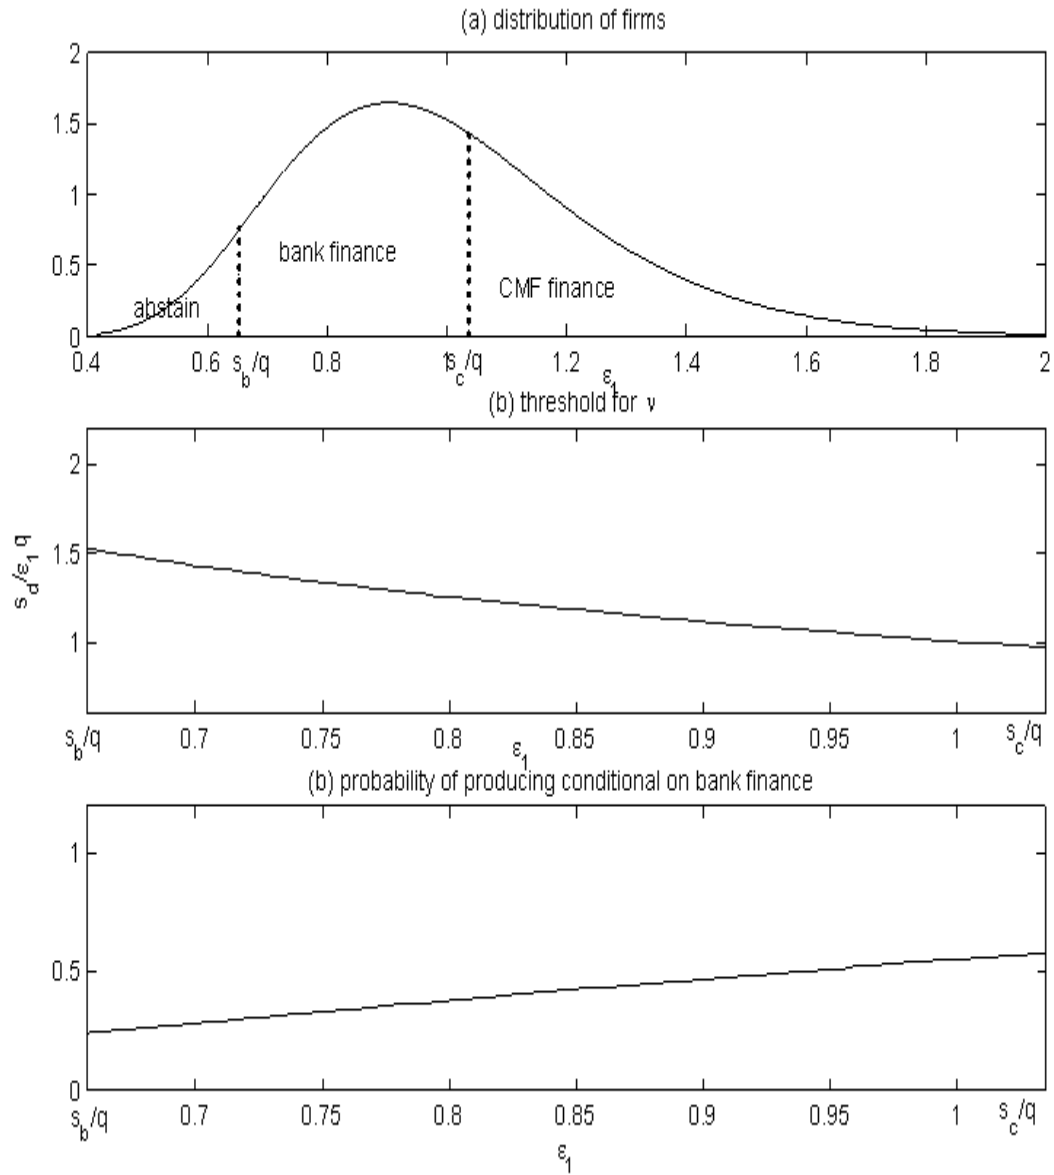 (a) distribution of firms
2
1.5
1
0.5
0
bank finance
CMF finance
abstain
0.4 0.6 s_b/q 0.8 s_c/q 1.2 1.4 1.6 1.8 2
ε_1
(b) threshold for ν
2
1.5
1
s_d/ε_1 q
s_b/q 0.7 0.75 0.8 0.85 0.9 0.95 1 s_c/q
ε_1
(b) probability of producing conditional on bank finance
1
0.5
0
s_b/q 0.7 0.75 0.8 0.85 0.9 0.95 1 s_c/q
ε_1